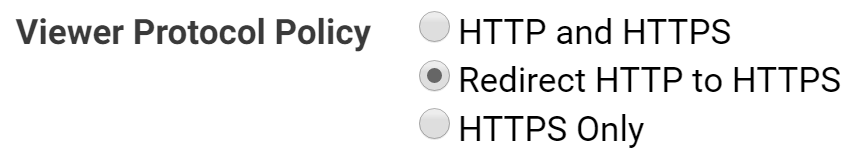 Viewer Protocol Policy HTTP and HTTPS
Redirect HTTP to HTTPS
HTTPS Only